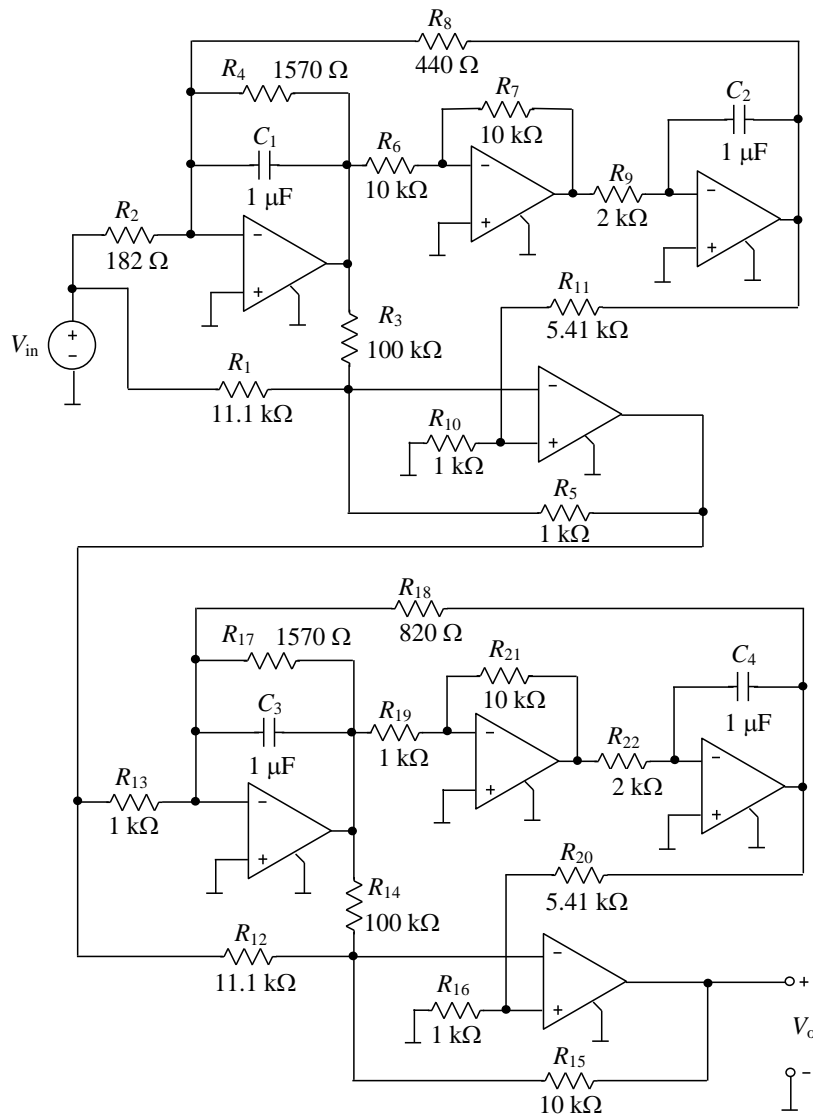 R8
440 Ω
R4 1570 Ω
R7
10 kΩ
C2
1 μF
C1
1 μF
R6
10 kΩ
−
+
R9
2 kΩ
−
+
R2
182 Ω
−
+
R11
5.41 kΩ
Vin
+
−
R3
100 kΩ
R1
11.1 kΩ
−
+
R10
1 kΩ
R5
1 kΩ
R18
820 Ω
R17 1570 Ω
R21
10 kΩ
C4
1 μF
C3
1 μF
R19
1 kΩ
−
+
R22
2 kΩ
−
+
R13
1 kΩ
−
+
R20
5.41 kΩ
R14
100 kΩ
R12
11.1 kΩ
−
+
R16
1 kΩ
+
Vo
−
R15
10 kΩ